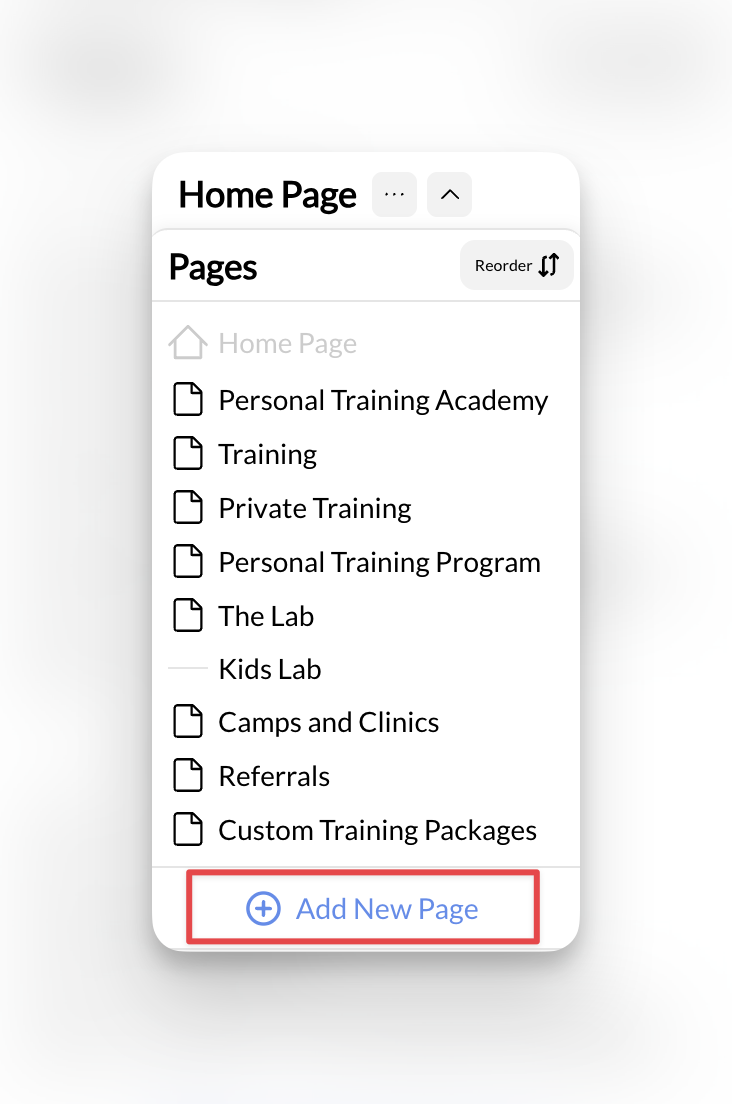 Home Page ...
Pages
Reorder
Home Page
Personal Training Academy
Training
Private Training
Personal Training Program
The Lab
Kids Lab
Camps and Clinics
Referrals
Custom Training Packages
Add New Page